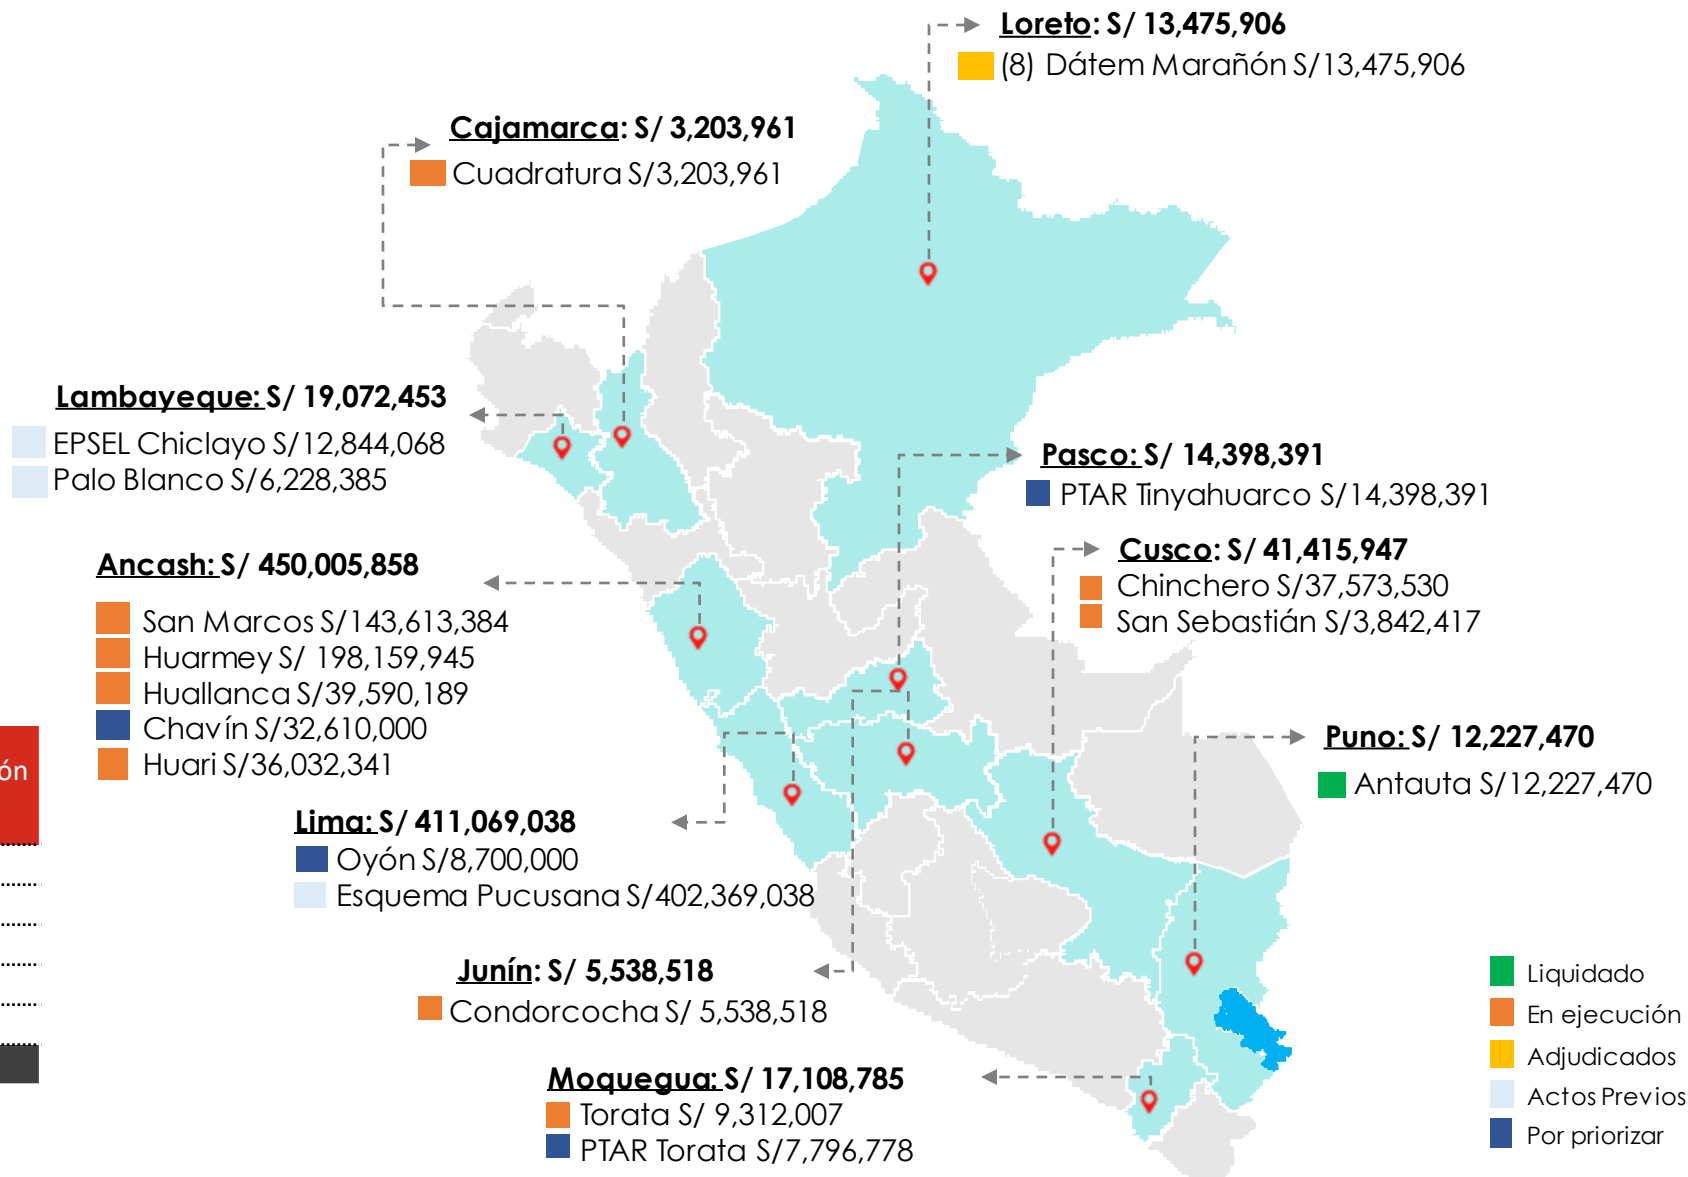 Loreto: S/ 13,475,906
(8) Dátem Marañón S/13,475,906
Cajamarca: S/ 3,203,961
Cuadratura S/3,203,961
Lambayeque: S/ 19,072,453
EPSEL Chiclayo S/12,844,068
Palo Blanco S/6,228,385
Pasco: S/ 14,398,391
PTAR Tinyahuarco S/14,398,391
Ancash: S/ 450,005,858
San Marcos S/143,613,384
Huarmey S/ 198,159,945
Huallanca S/39,590,189
Chavín S/32,610,000
Huari S/36,032,341
Cusco: S/ 41,415,947
Chinchero S/37,573,530
San Sebastián S/3,842,417
Puno: S/ 12,227,470
Antauta S/12,227,470
ón
Lima: S/ 411,069,038
Oyón S/8,700,000
Esquema Pucusana S/402,369,038
Junín: S/ 5,538,518
Condorcocha S/ 5,538,518
Moquegua: S/ 17,108,785
Torata S/ 9,312,007
PTAR Torata S/7,796,778
Liquidado
En ejecución
Adjudicados
Actos Previos
Por priorizar